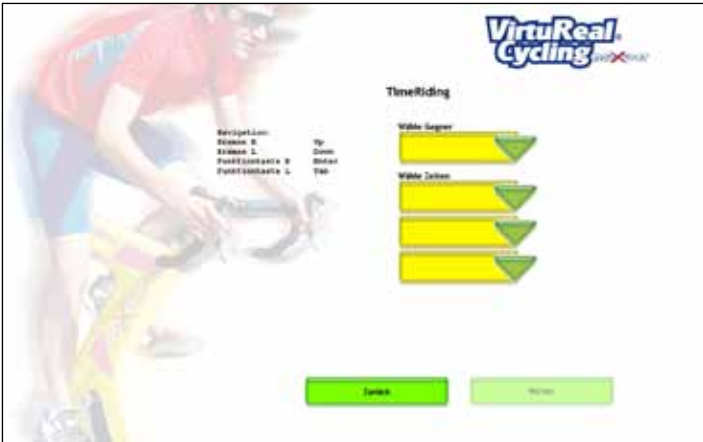 VirtuReal
Cycling
TimeRiding
Navigation:
Bremse R Up
Bremse L Down
Funktionstaste R Enter
Funktionstaste L Tab
Wähle Gegner
Wähle Zeiten
Zurück
Weiter